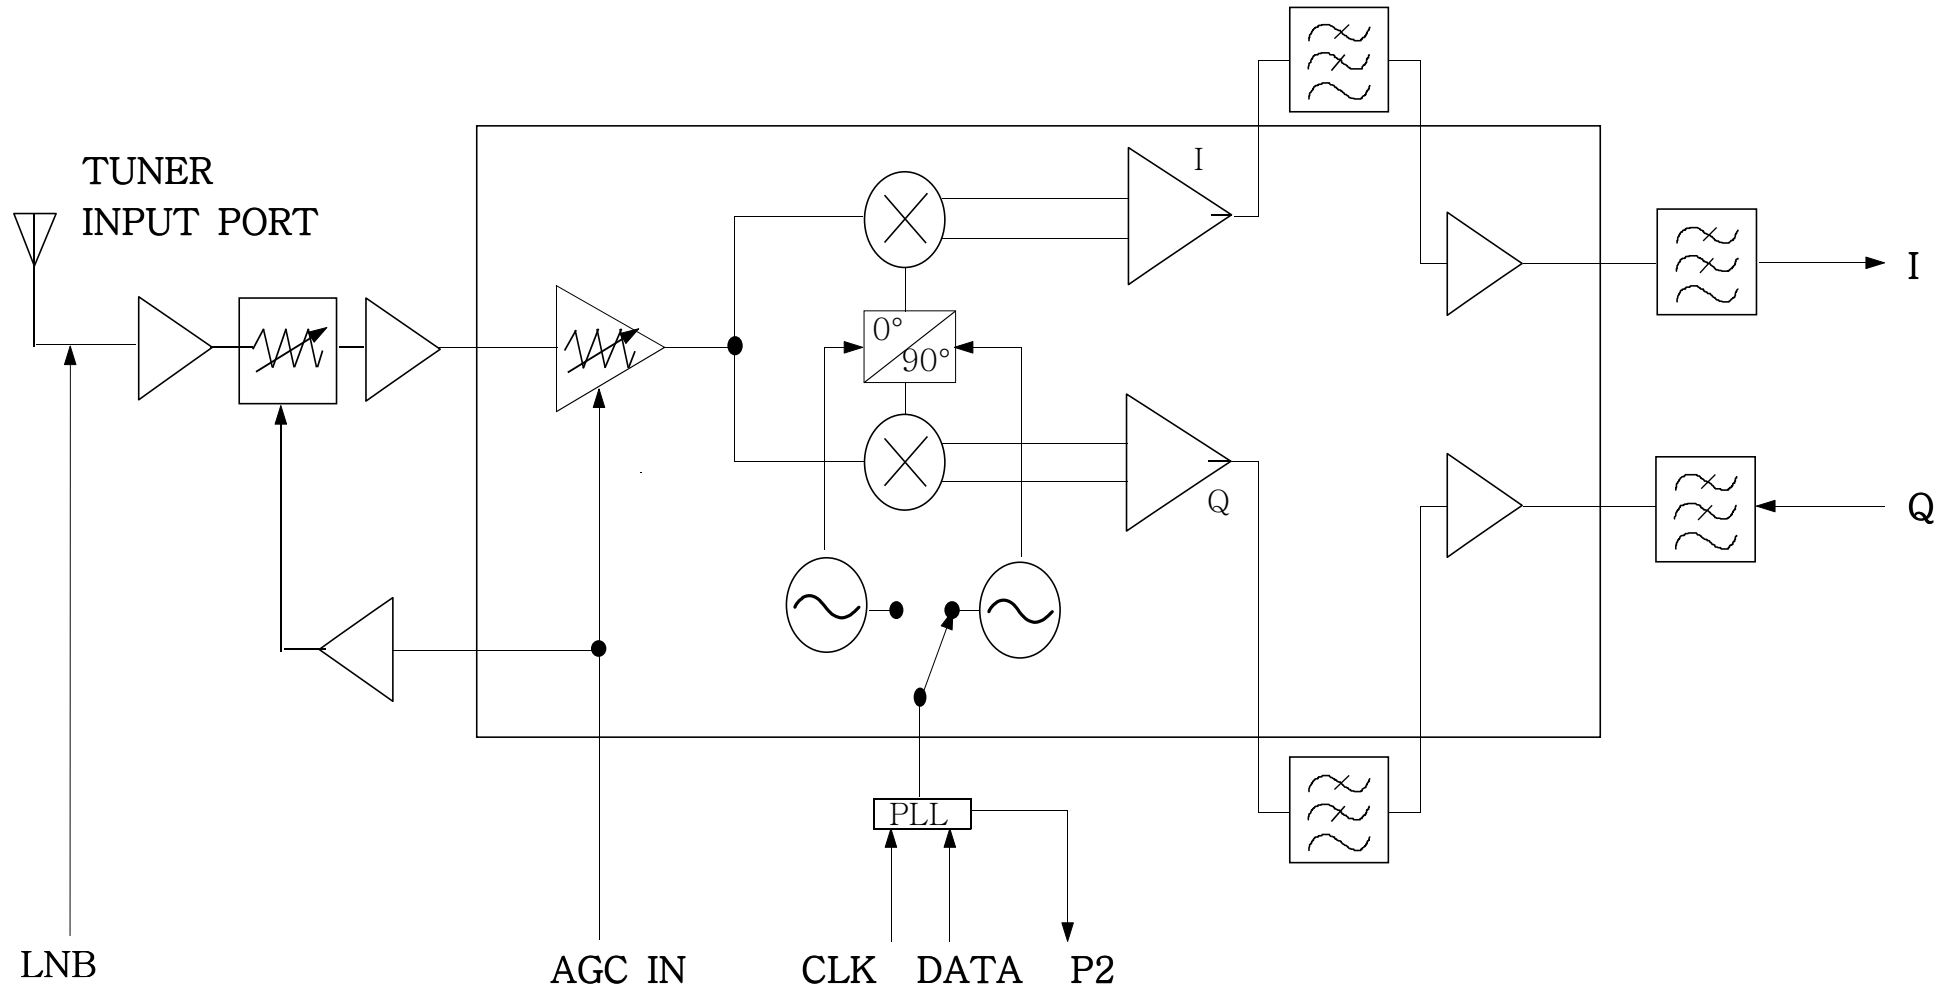 TUNER
INPUT PORT
I
0°
90°
I
Q
Q
PLL
LNB
AGC IN
CLK
DATA
P2